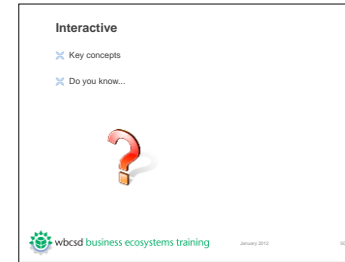 Interactive
Key concepts
Do you know...
wbcsd business ecosystems training
January 2012